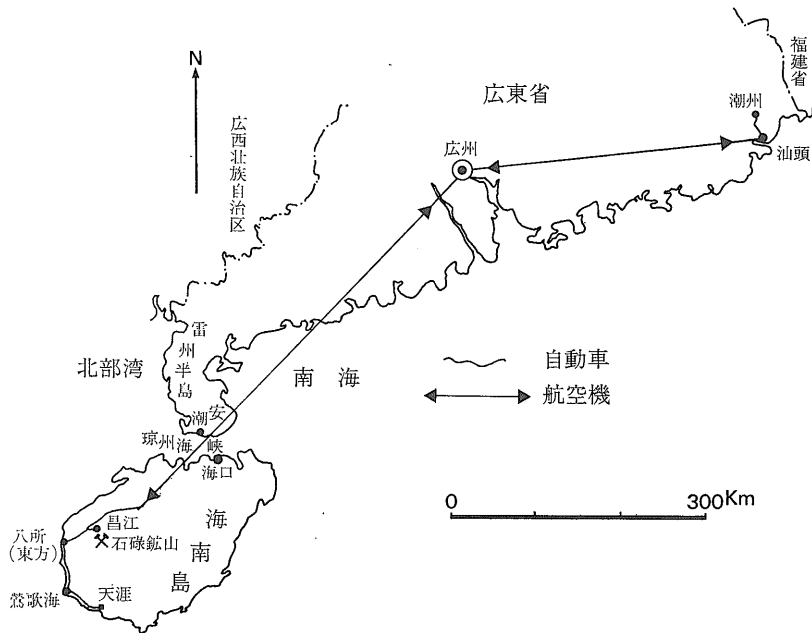 N
広西壮族自治区
広東省
福建省
潮州
汕頭
広州
雷州半島
北部湾
南海
自動車
航空機
潮安
琼州海峡
海口
0 300Km
海南島
昌江
石碌鉱山
八所
(東方)
莺歌海
天涯